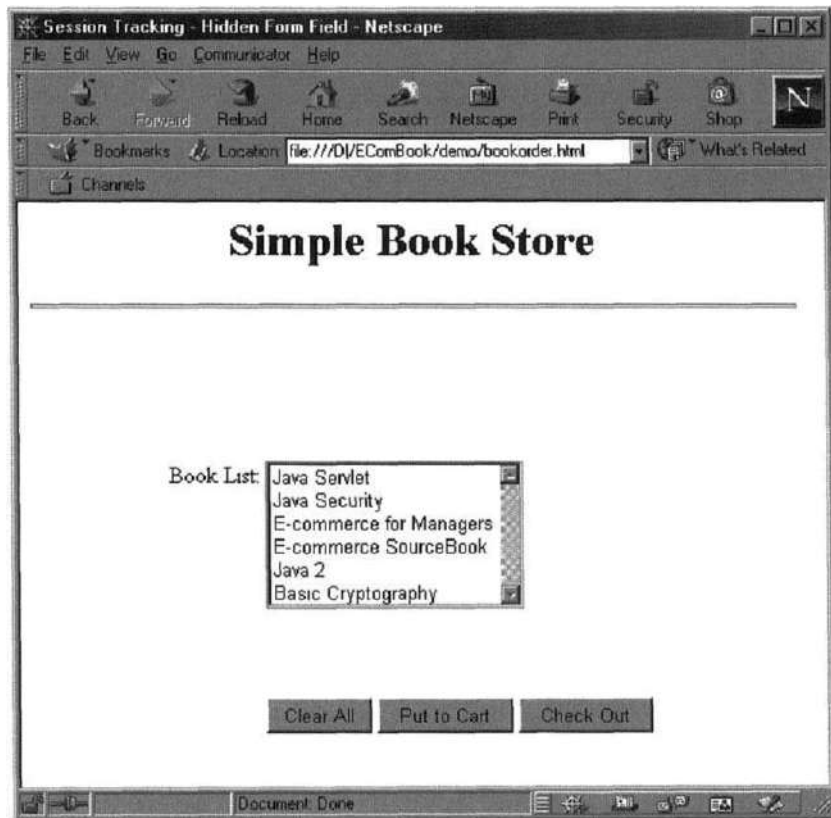 Session Tracking - Hidden Form Field - Netscape
File Edit View Go Communicator Help
Back Forward Reload Home Search Netscape Print Security Shop N
Bookmarks Location: file:///D|/EComBook/demo/bookorder.html What's Related
Channels
Simple Book Store
Book List: Java Servlet
Java Security
E-commerce for Managers
E-commerce SourceBook
Java 2
Basic Cryptography
Clear All Put to Cart Check Out
Document: Done